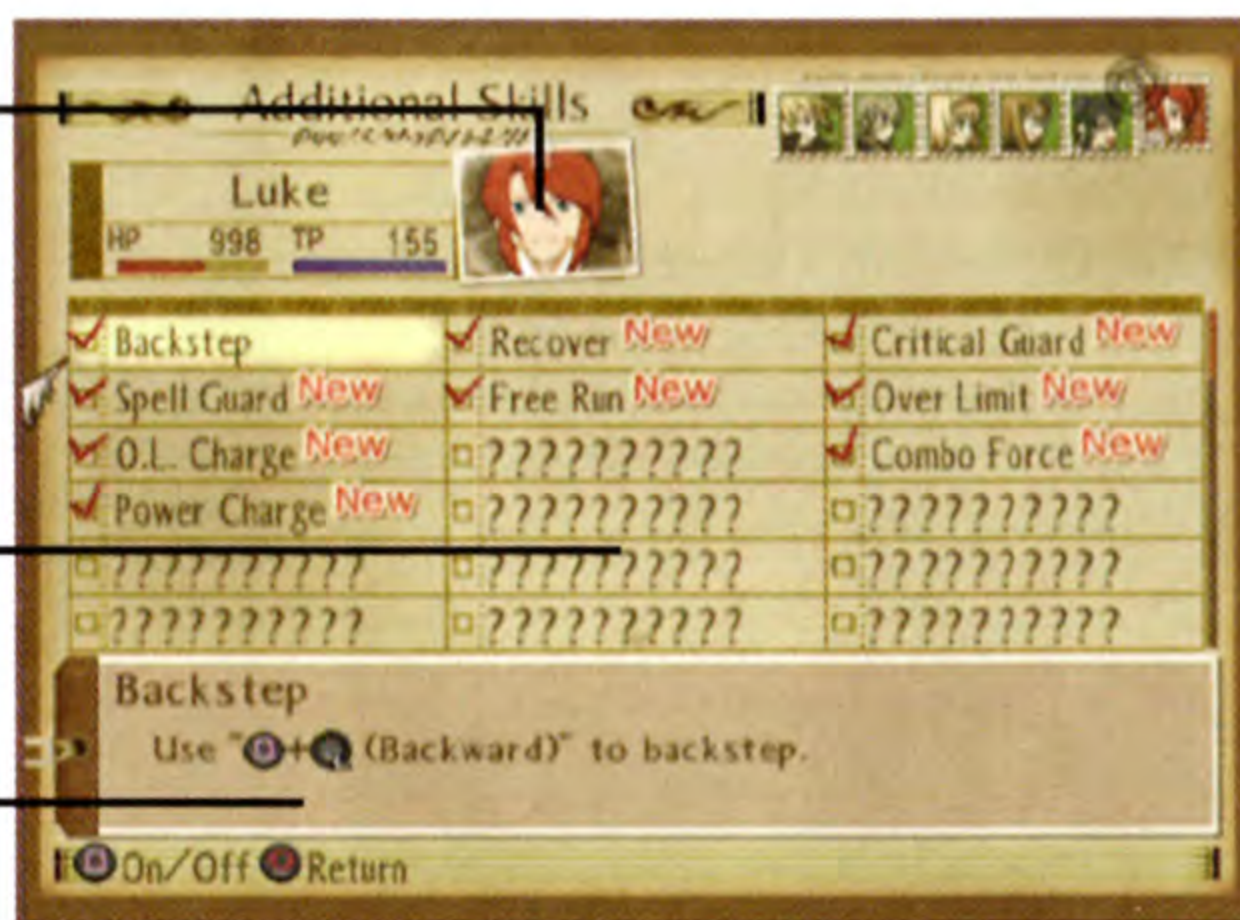 Additional Skills
Luke
HP 998 TP 155
Backstep Recover New Critical Guard New
Spell Guard New Free Run New Over Limit New
O.L. Charge New ?????????? Combo Force New
Power Charge New ?????????? ??????????
?????????? ?????????? ??????????
?????????? ?????????? ??????????
Backstep
Use "+ (Backward)" to backstep.
On/Off Return